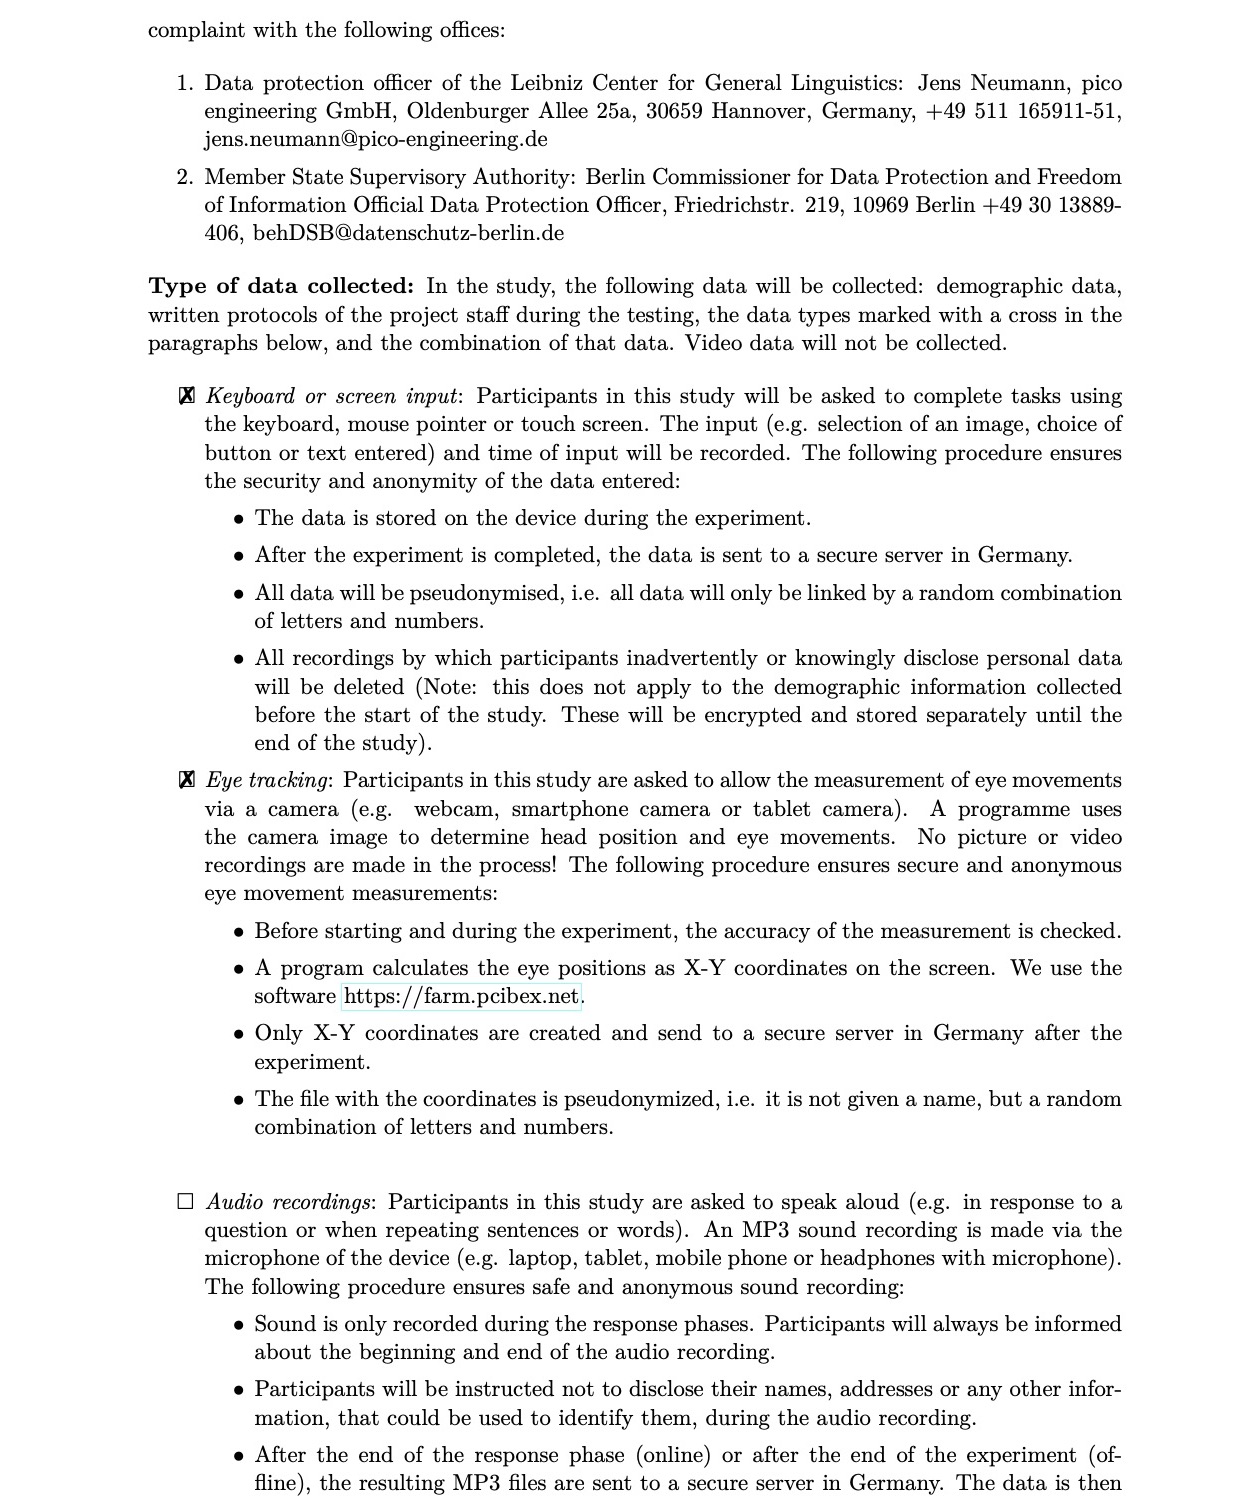 complaint with the following offices:
1. Data protection officer of the Leibniz Center for General Linguistics: Jens Neumann, pico
engineering GmbH, Oldenburger Allee 25a, 30659 Hannover, Germany, +49 511 165911-51,
jens.neumann@pico-engineering.de
2. Member State Supervisory Authority: Berlin Commissioner for Data Protection and Freedom
of Information Official Data Protection Officer, Friedrichstr. 219, 10969 Berlin +49 30 13889-
406, behDSB@datenschutz-berlin.de
Type of data collected: In the study, the following data will be collected: demographic data,
written protocols of the project staff during the testing, the data types marked with a cross in the
paragraphs below, and the combination of that data. Video data will not be collected.
☒ Keyboard or screen input: Participants in this study will be asked to complete tasks using
the keyboard, mouse pointer or touch screen. The input (e.g. selection of an image, choice of
button or text entered) and time of input will be recorded. The following procedure ensures
the security and anonymity of the data entered:
• The data is stored on the device during the experiment.
• After the experiment is completed, the data is sent to a secure server in Germany.
• All data will be pseudonymised, i.e. all data will only be linked by a random combination
of letters and numbers.
• All recordings by which participants inadvertently or knowingly disclose personal data
will be deleted (Note: this does not apply to the demographic information collected
before the start of the study. These will be encrypted and stored separately until the
end of the study).
☒ Eye tracking: Participants in this study are asked to allow the measurement of eye movements
via a camera (e.g. webcam, smartphone camera or tablet camera). A programme uses
the camera image to determine head position and eye movements. No picture or video
recordings are made in the process! The following procedure ensures secure and anonymous
eye movement measurements:
• Before starting and during the experiment, the accuracy of the measurement is checked.
• A program calculates the eye positions as X-Y coordinates on the screen. We use the
software https://farm.pcibex.net.
• Only X-Y coordinates are created and send to a secure server in Germany after the
experiment.
• The file with the coordinates is pseudonymized, i.e. it is not given a name, but a random
combination of letters and numbers.
☐ Audio recordings: Participants in this study are asked to speak aloud (e.g. in response to a
question or when repeating sentences or words). An MP3 sound recording is made via the
microphone of the device (e.g. laptop, tablet, mobile phone or headphones with microphone).
The following procedure ensures safe and anonymous sound recording:
• Sound is only recorded during the response phases. Participants will always be informed
about the beginning and end of the audio recording.
• Participants will be instructed not to disclose their names, addresses or any other infor-
mation, that could be used to identify them, during the audio recording.
• After the end of the response phase (online) or after the end of the experiment (of-
fline), the resulting MP3 files are sent to a secure server in Germany. The data is then